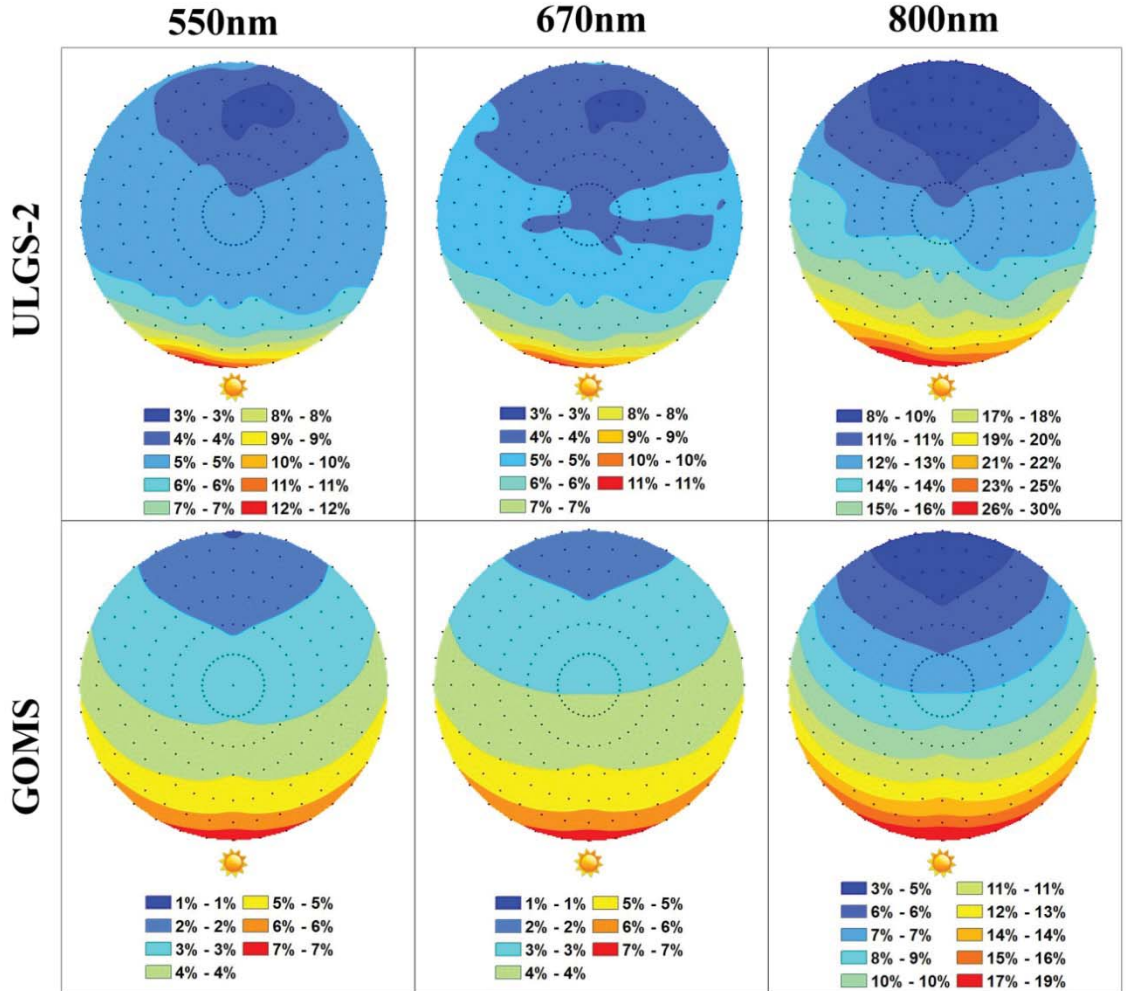 550nm 670nm 800nm
ULGS-2
3% - 3% 8% - 8%
4% - 4% 9% - 9%
5% - 5% 10% - 10%
6% - 6% 11% - 11%
7% - 7% 12% - 12%
3% - 3% 8% - 8%
4% - 4% 9% - 9%
5% - 5% 10% - 10%
6% - 6% 11% - 11%
7% - 7%
8% - 10% 17% - 18%
11% - 11% 19% - 20%
12% - 13% 21% - 22%
14% - 14% 23% - 25%
15% - 16% 26% - 30%
GOMS
1% - 1% 5% - 5%
2% - 2% 6% - 6%
3% - 3% 7% - 7%
4% - 4%
1% - 1% 5% - 5%
2% - 2% 6% - 6%
3% - 3% 7% - 7%
4% - 4%
3% - 5% 11% - 11%
6% - 6% 12% - 13%
7% - 7% 14% - 14%
8% - 9% 15% - 16%
10% - 10% 17% - 19%